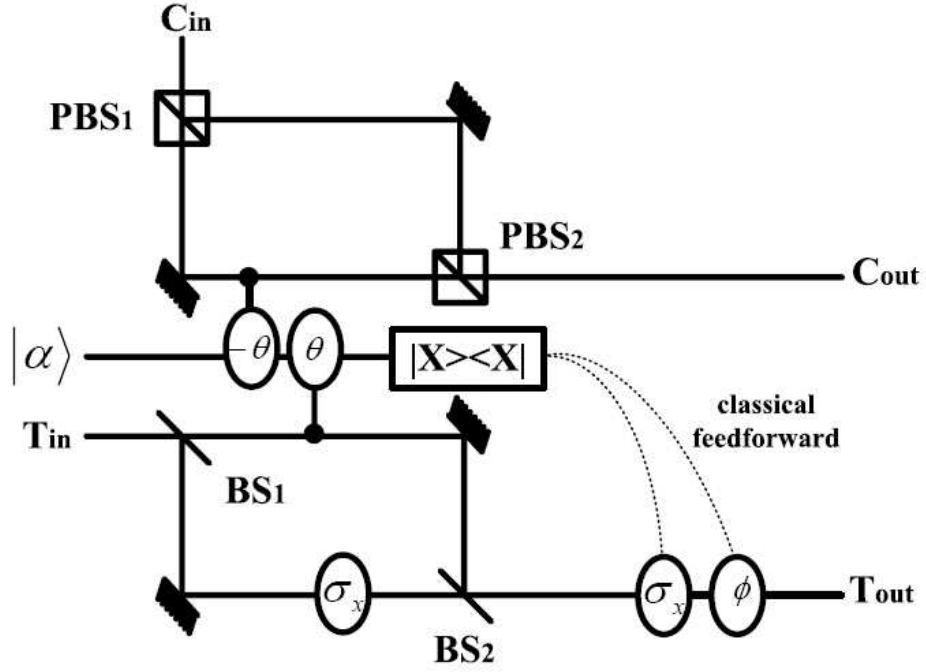 Cin
PBS1
PBS2
Cout
|α⟩
−θ
θ
|X><X|
classical
feedforward
Tin
BS1
σx
BS2
σx
ϕ
Tout